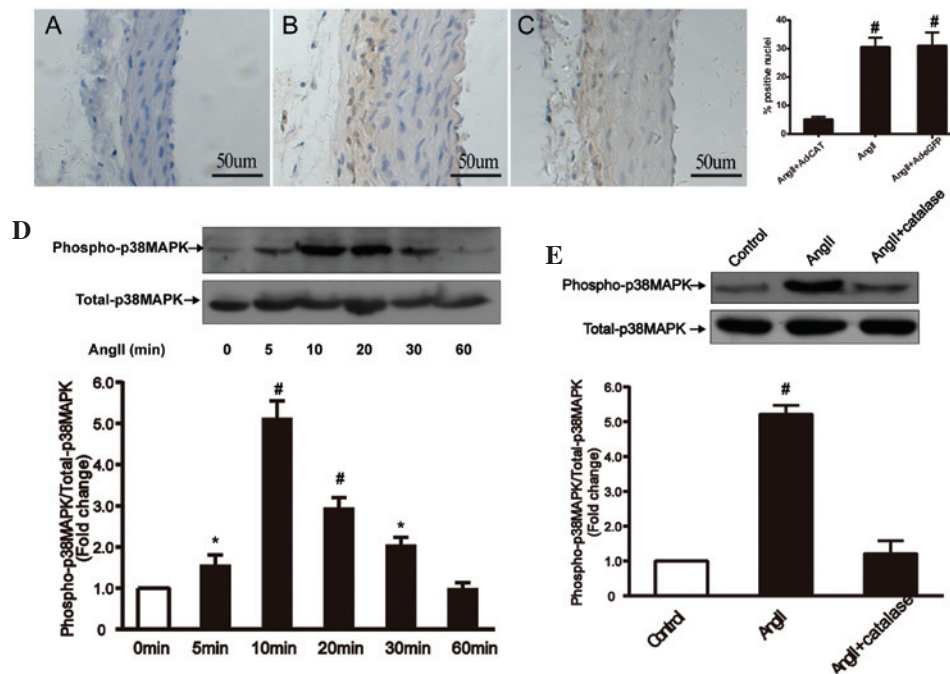 A
B
C
50um
50um
50um
% positive nuclei
40
30
20
10
0
#
#
AngII+AdCAT
AngII
AngII+Ad-eGFP
D
Phospho-p38MAPK→
Total-p38MAPK→
AngII (min) 0 5 10 20 30 60
Phospho-p38MAPK/Total-p38MAPK
(Fold change)
6.0
5.0
4.0
3.0
2.0
1.0
0
*
#
#
*
0min 5min 10min 20min 30min 60min
E
Control
AngII
AngII+catalase
Phospho-p38MAPK→
Total-p38MAPK→
Phospho-p38MAPK/Total-p38MAPK
(Fold change)
6.0
5.0
4.0
3.0
2.0
1.0
0
#
Control
AngII
AngII+catalase